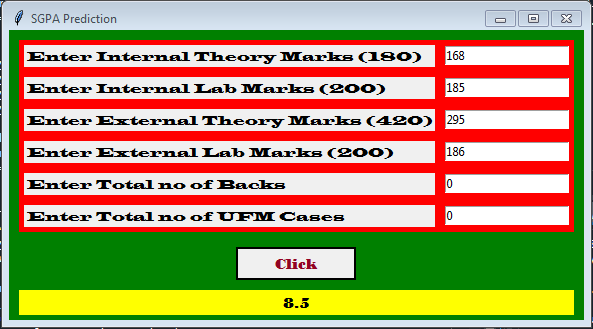 SGPA Prediction
Enter Internal Theory Marks (180) 168
Enter Internal Lab Marks (200) 185
Enter External Theory Marks (420) 295
Enter External Lab Marks (200) 186
Enter Total no of Backs 0
Enter Total no of UFM Cases 0
Click
8.5